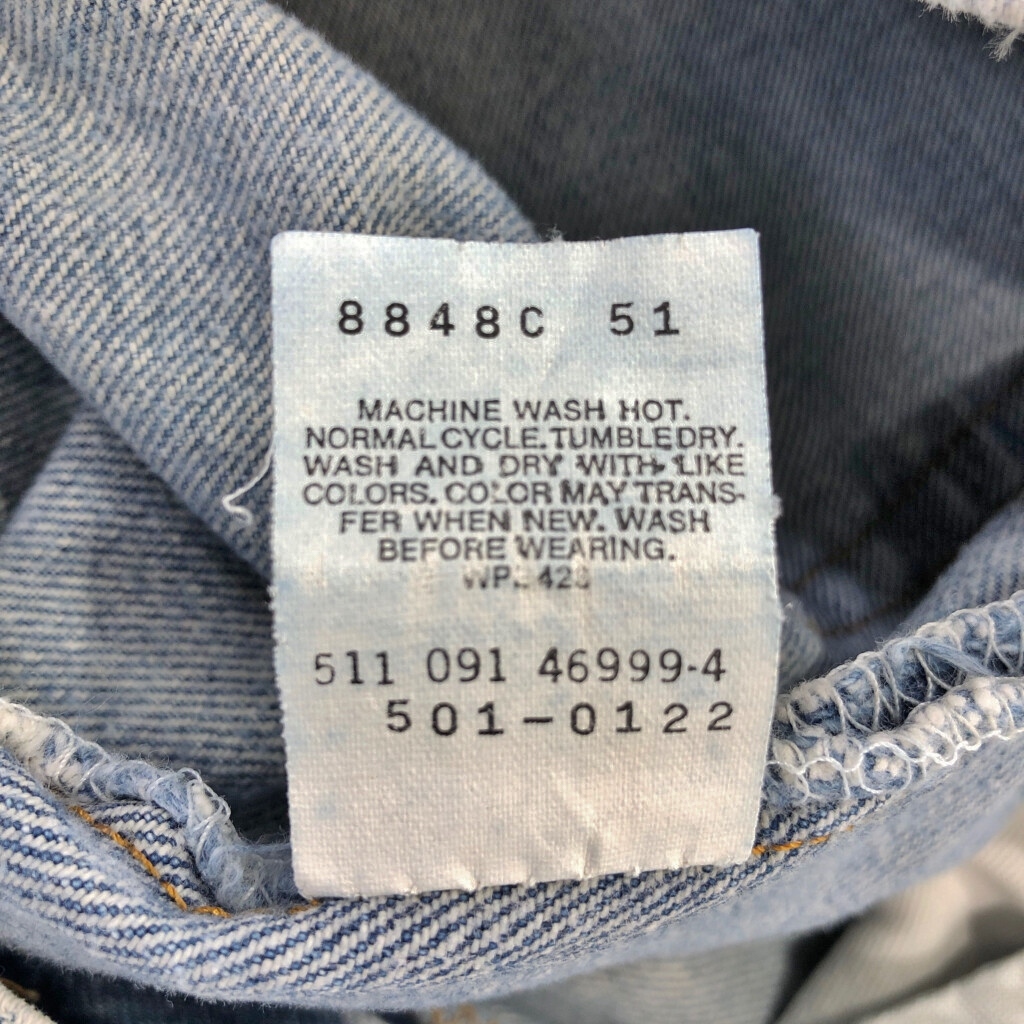 8848C 51
MACHINE WASH HOT.
NORMAL CYCLE. TUMBLE DRY.
WASH AND DRY WITH LIKE
COLORS. COLOR MAY TRANS-
FER WHEN NEW. WASH
BEFORE WEARING.
511 091 46999-4
501-0122